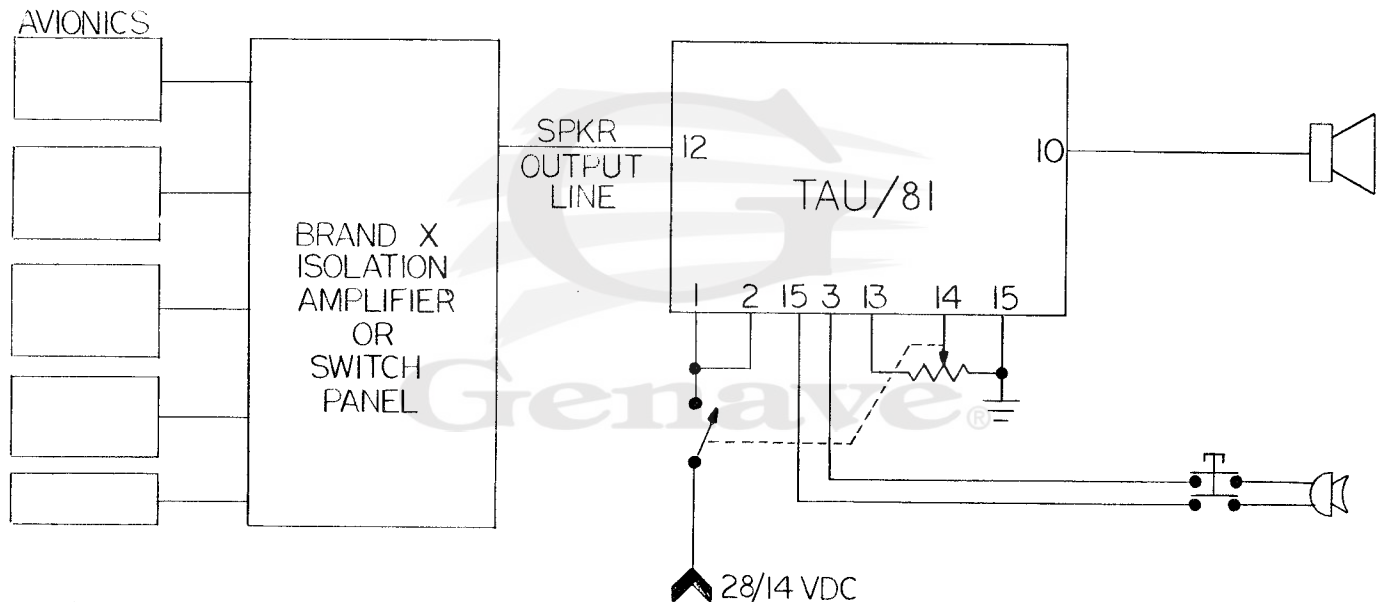 AVIONICS
BRAND X
ISOLATION
AMPLIFIER
OR
SWITCH
PANEL
SPKR
OUTPUT
LINE
12
TAU/81
10
1 2 15 3 13 14 15
Genave®
28/14 VDC